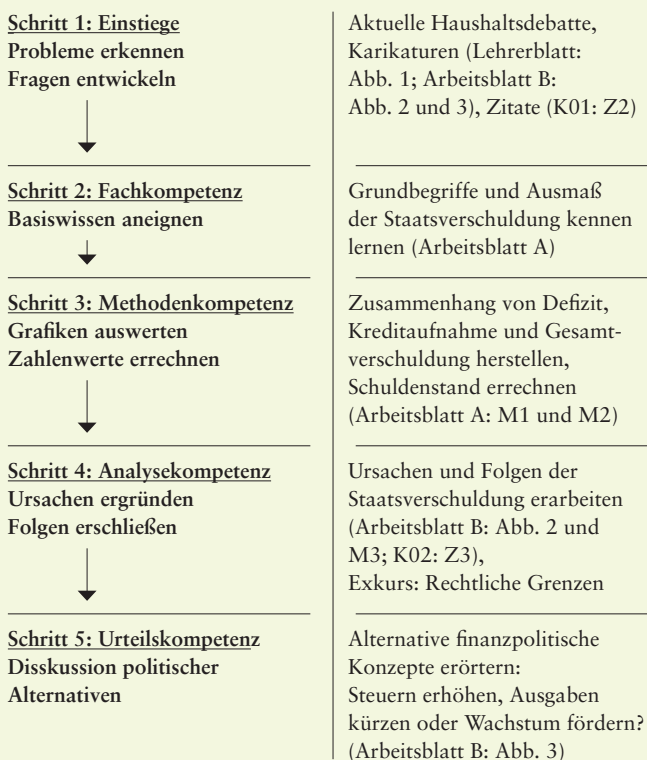 Schritt 1: Einstiege
Probleme erkennen
Fragen entwickeln
Aktuelle Haushaltsdebatte,
Karikaturen (Lehrerblatt:
Abb. 1; Arbeitsblatt B:
Abb. 2 und 3), Zitate (K01: Z2)
Schritt 2: Fachkompetenz
Basiswissen aneignen
Grundbegriffe und Ausmaß
der Staatsverschuldung kennen
lernen (Arbeitsblatt A)
Schritt 3: Methodenkompetenz
Grafiken auswerten
Zahlenwerte errechnen
Zusammenhang von Defizit,
Kreditaufnahme und Gesamt-
verschuldung herstellen,
Schuldenstand errechnen
(Arbeitsblatt A: M1 und M2)
Schritt 4: Analysekompetenz
Ursachen ergründen
Folgen erschließen
Ursachen und Folgen der
Staatsverschuldung erarbeiten
(Arbeitsblatt B: Abb. 2 und
M3; K02: Z3),
Exkurs: Rechtliche Grenzen
Schritt 5: Urteilskompetenz
Disskussion politischer
Alternativen
Alternative finanzpolitische
Konzepte erörtern:
Steuern erhöhen, Ausgaben
kürzen oder Wachstum fördern?
(Arbeitsblatt B: Abb. 3)